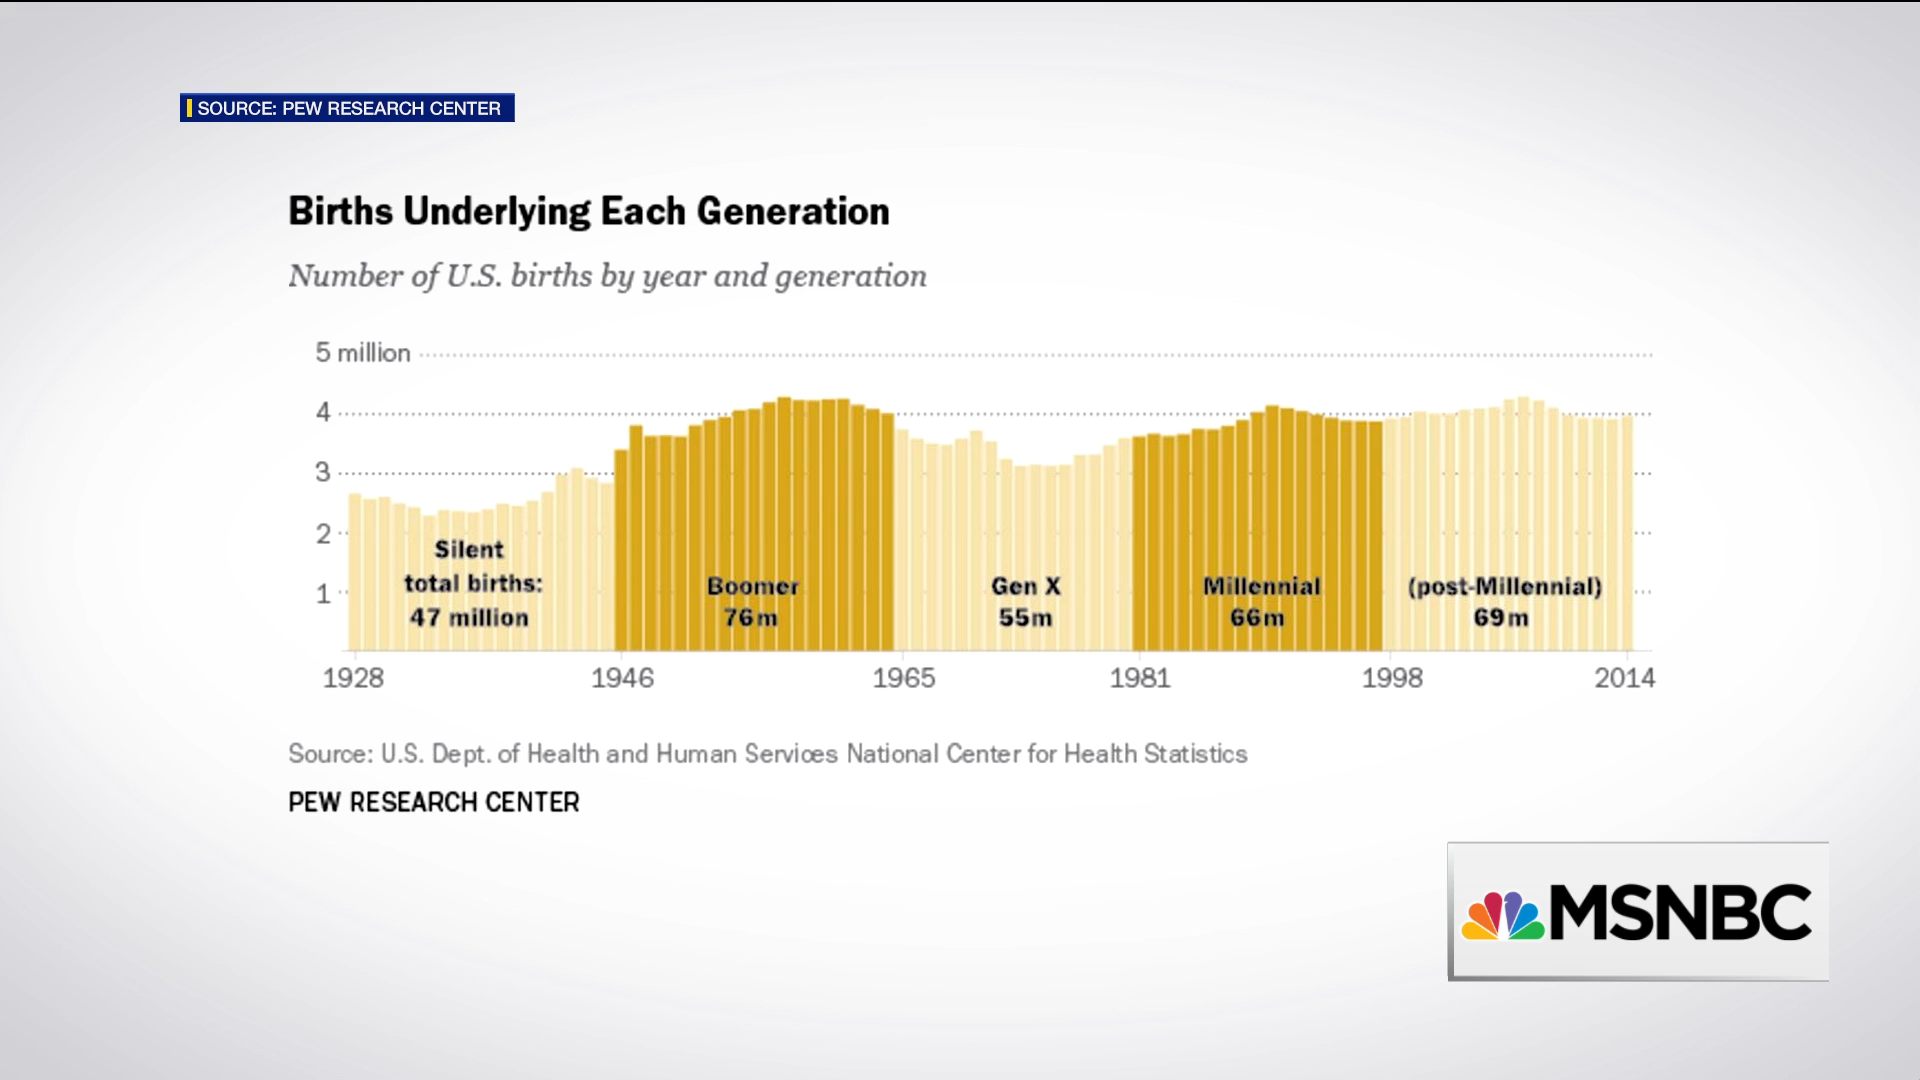 SOURCE: PEW RESEARCH CENTER
Births Underlying Each Generation
Number of U.S. births by year and generation
5 million
4
3
2
1
Silent
total births:
47 million
Boomer
76m
Gen X
55m
Millennial
66m
(post-Millennial)
69m
1928 1946 1965 1981 1998 2014
Source: U.S. Dept. of Health and Human Services National Center for Health Statistics
PEW RESEARCH CENTER
MSNBC